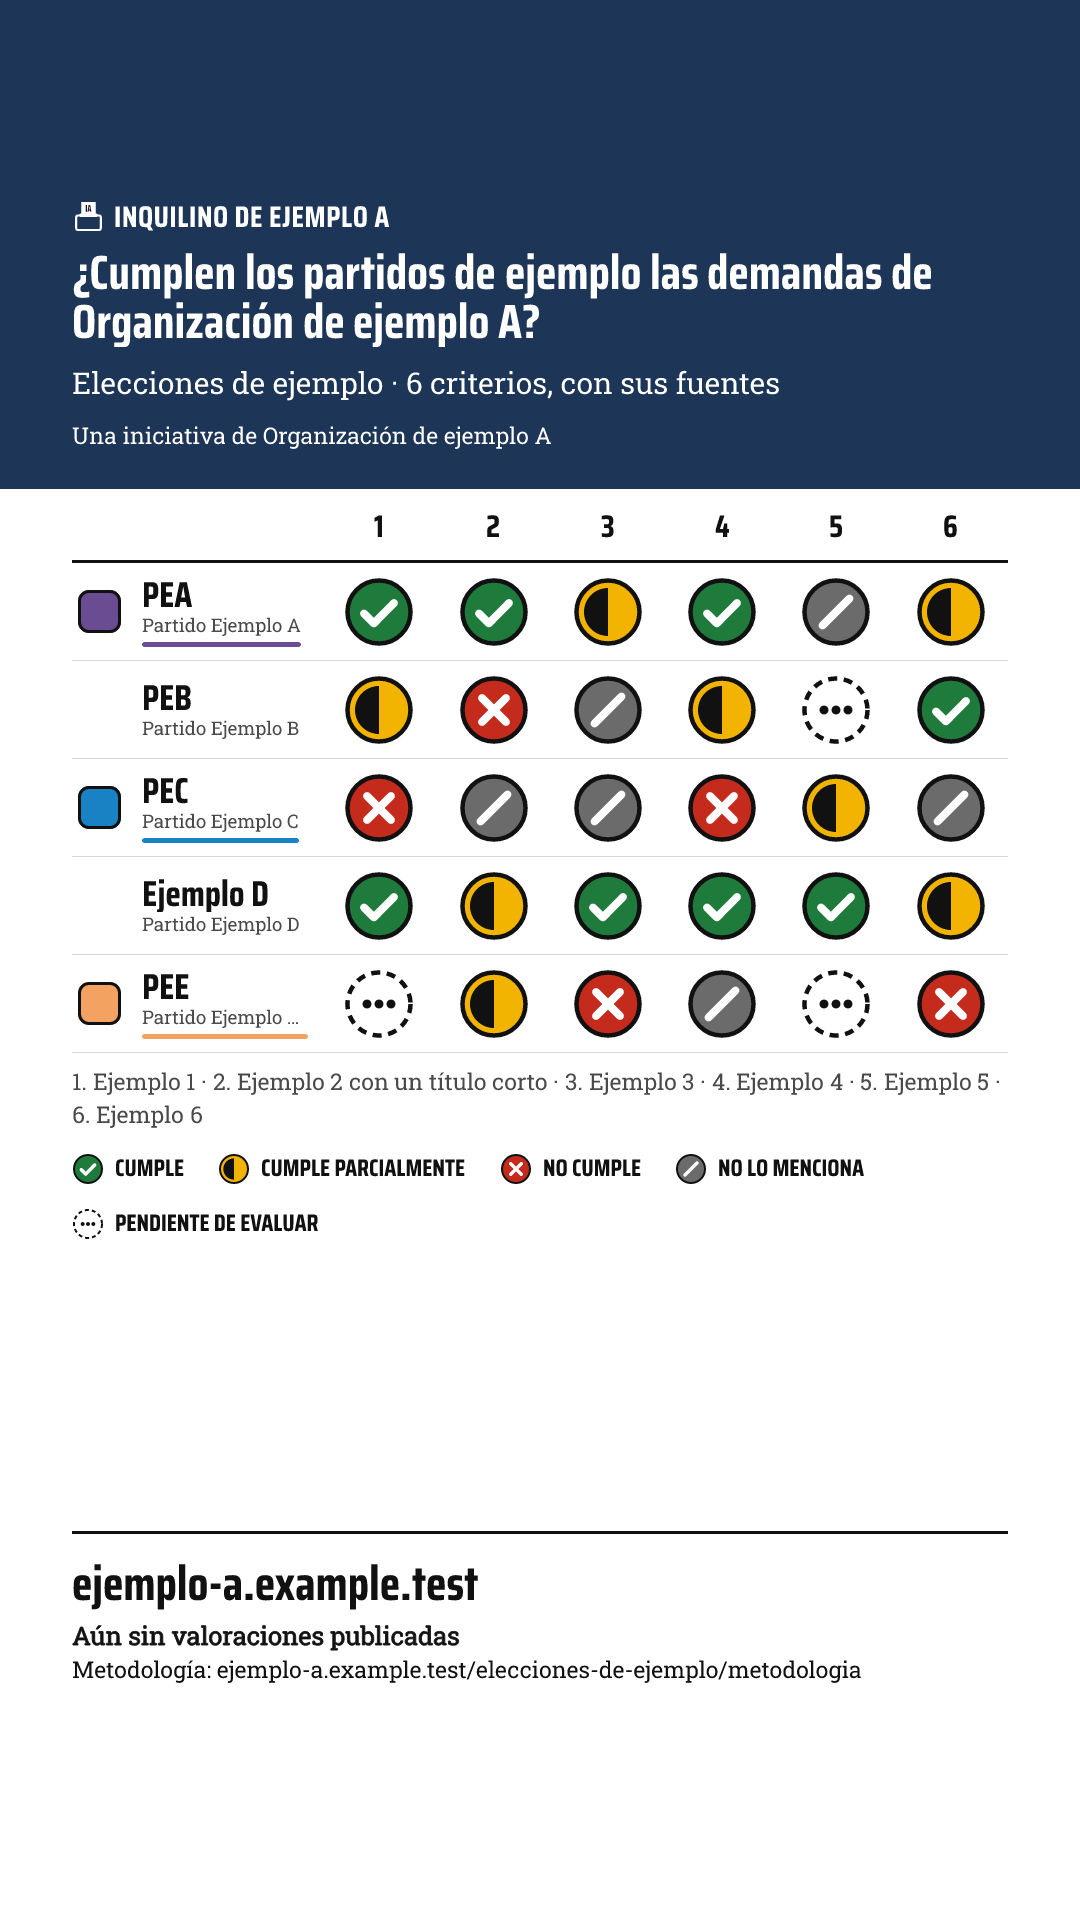 IA
INQUILINO DE EJEMPLO A
¿Cumplen los partidos de ejemplo las demandas de
Organización de ejemplo A?
Elecciones de ejemplo · 6 criterios, con sus fuentes
Una iniciativa de Organización de ejemplo A
1 2 3 4 5 6
PEA
Partido Ejemplo A
PEB
Partido Ejemplo B
PEC
Partido Ejemplo C
Ejemplo D
Partido Ejemplo D
PEE
Partido Ejemplo ...
1. Ejemplo 1 · 2. Ejemplo 2 con un título corto · 3. Ejemplo 3 · 4. Ejemplo 4 · 5. Ejemplo 5 ·
6. Ejemplo 6
CUMPLE CUMPLE PARCIALMENTE NO CUMPLE NO LO MENCIONA
PENDIENTE DE EVALUAR
ejemplo-a.example.test
Aún sin valoraciones publicadas
Metodología: ejemplo-a.example.test/elecciones-de-ejemplo/metodologia